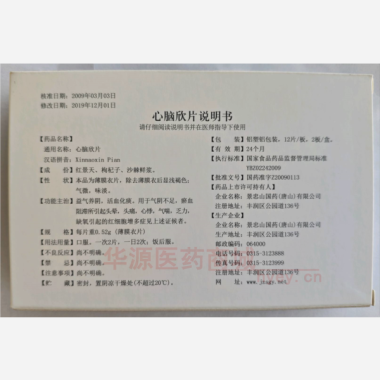 核准日期：2009年03月03日
修改日期：2019年12月01日
心脑欣片说明书
请仔细阅读说明书并在医师指导下使用
【药品名称】
通用名称：心脑欣片
汉语拼音：Xinnaoxin Pian
【成 份】红景天、枸杞子、沙棘鲜浆。
【性 状】本品为薄膜衣片，除去薄膜衣后显浅褐色；
气微，味淡。
【功能主治】益气养阴，活血化瘀。用于气阴不足，瘀血
阻滞所引起头晕，头痛，心悸，气喘，乏力，
缺氧引起的红细胞增多症见上述证候者。
【规 格】每片重0.52g（薄膜衣片）
【用法用量】口服。一次2片，一日2次；饭后服。
【不良反应】尚不明确。
【禁 忌】尚不明确。
【注意事项】尚不明确。
【贮 藏】密封，置阴凉干燥处（不超过20℃）。
【包 装】铝塑铝包装。12片/板，2板/盒。
【有 效 期】24个月
【执行标准】国家食品药品监督管理局标准
YBZ02242009
【批准文号】国药准字Z20090113
【药品上市许可持有人】
企业名称：景忠山国药（唐山）有限公司
注册地址：丰润区公园道136号
【生产企业】
企业名称：景忠山国药（唐山）有限公司
生产地址：丰润区公园道136号
邮政编码：064000
电话号码：0315-3123888
传真号码：0315-3123999
注册地址：丰润区公园道136号
华源医药